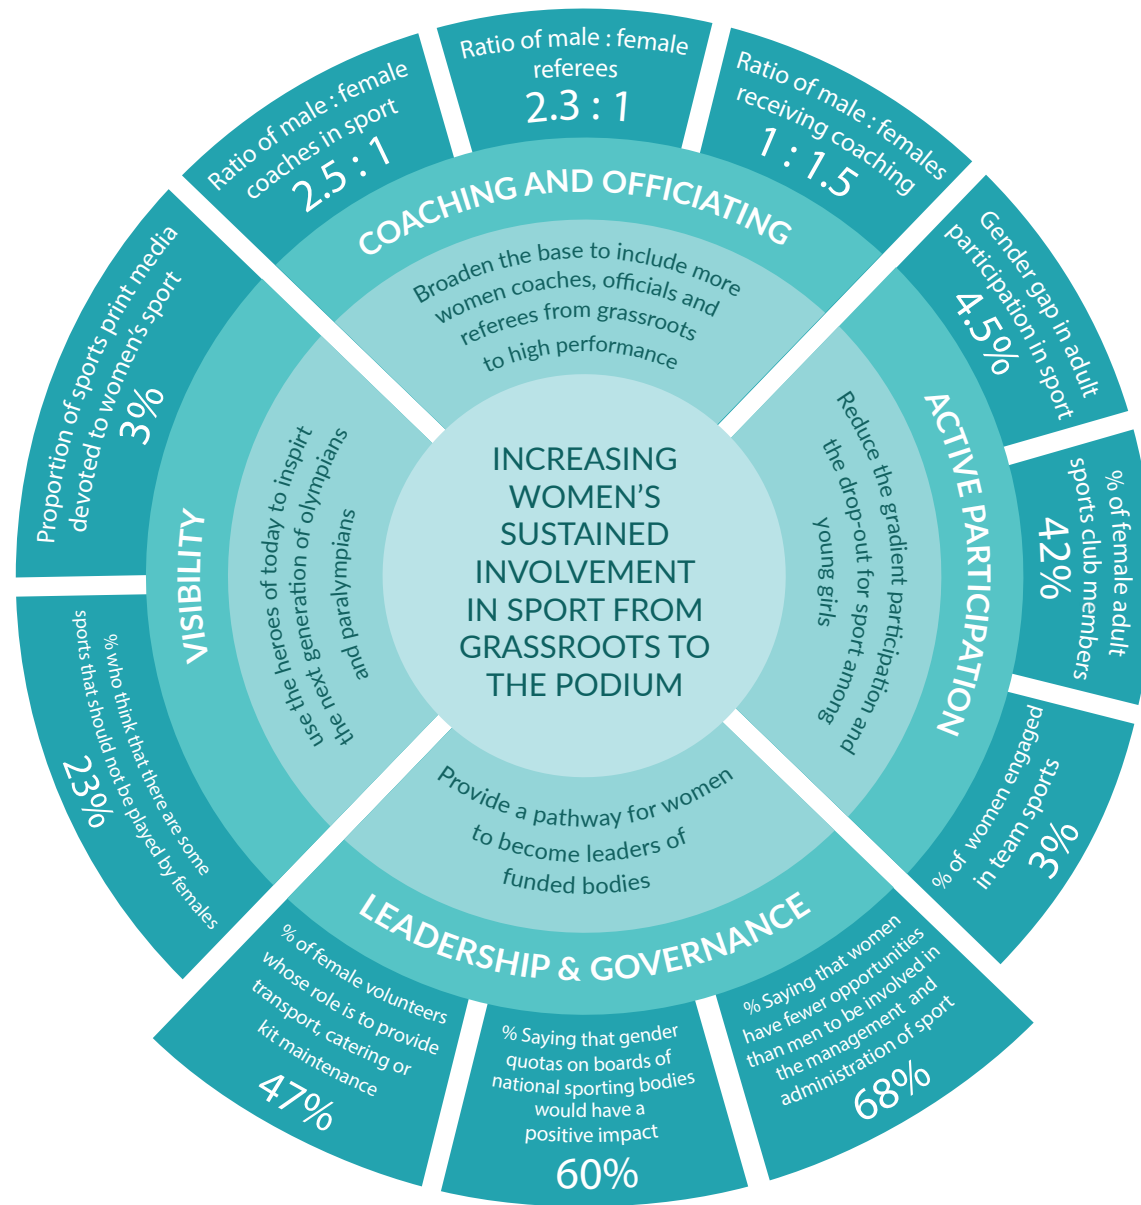 Ratio of male : female
coaches in sport
2.5 : 1
Ratio of male : female
referees
2.3 : 1
Ratio of male : females
receiving coaching
1 : 1.5
COACHING AND OFFICIATING
Broaden the base to include more
women coaches, officials and
referees from grassroots
to high performance
Gender gap in adult
participation in sport
4.5%
% of female adult
sports club members
42%
% of women engaged
in team sports
3%
ACTIVE PARTICIPATION
Reduce the gradient participation and
the drop-out for sport among
young girls
% Saying that women
have fewer opportunities
than men to be involved in
the management and
administration of sport
68%
% Saying that gender
quotas on boards of
national sporting bodies
would have a
positive impact
60%
% of female volunteers
whose role is to provide
transport, catering or
kit maintenance
47%
LEADERSHIP & GOVERNANCE
Provide a pathway for women
to become leaders of
funded bodies
% who think that there are some
sports that should not be played by females
23%
Proportion of sports print media
devoted to women's sport
3%
VISIBILITY
use the heroes of today to inspirt
the next generation of olympians
and paralympians
INCREASING
WOMEN'S
SUSTAINED
INVOLVEMENT
IN SPORT FROM
GRASSROOTS TO
THE PODIUM